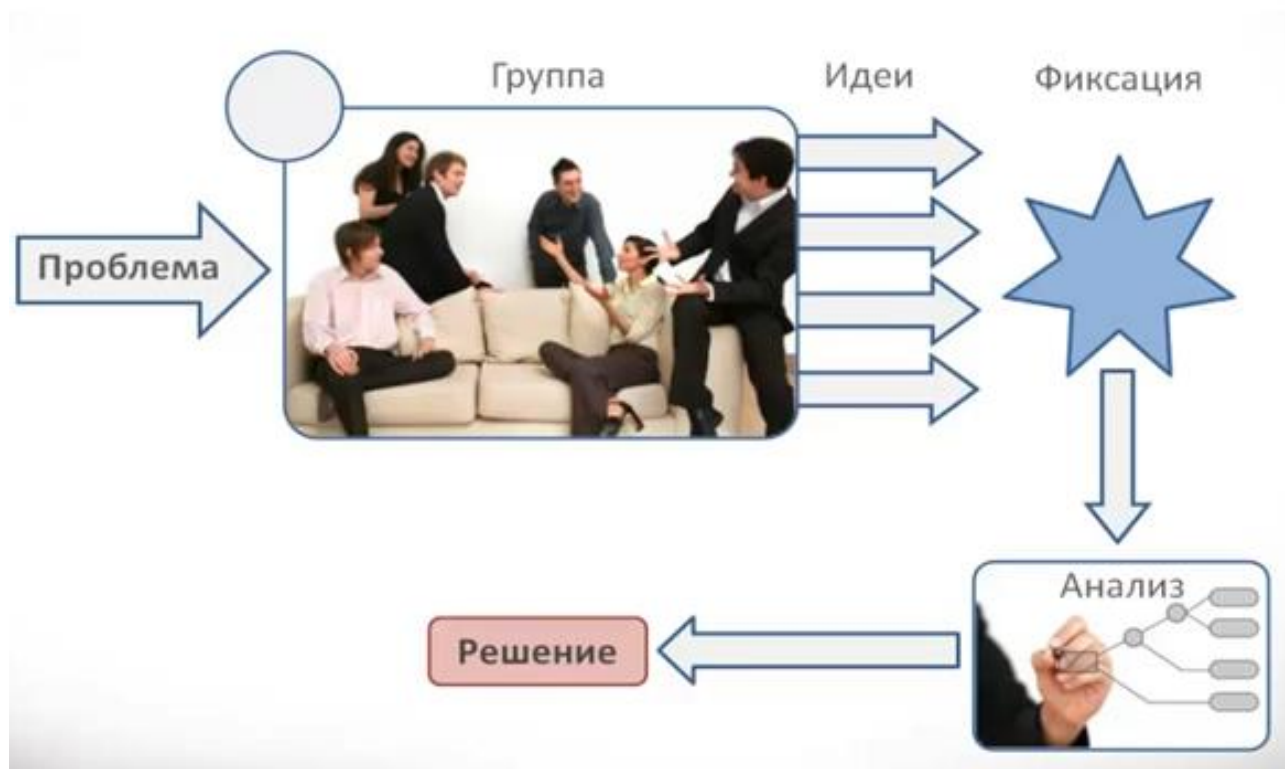 Группа
Идеи
Фиксация
Проблема
Анализ
Решение